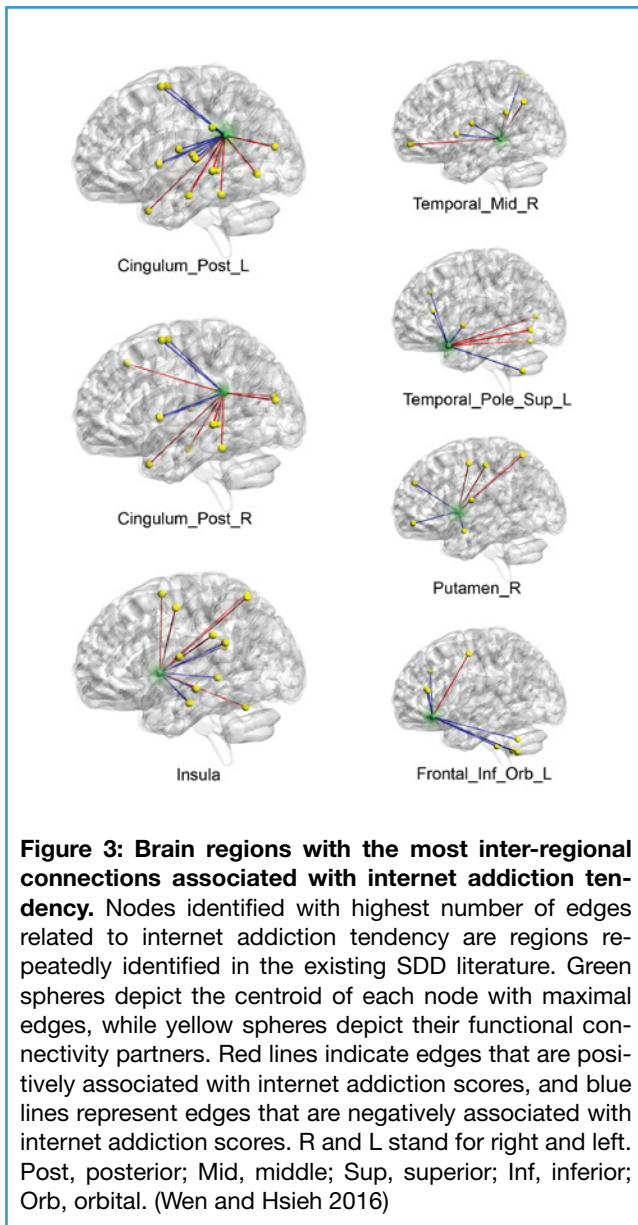 Cingulum_Post_L
Temporal_Mid_R
Temporal_Pole_Sup_L
Cingulum_Post_R
Putamen_R
Insula
Frontal_Inf_Orb_L
Figure 3: Brain regions with the most inter-regional
connections associated with internet addiction ten-
dency. Nodes identified with highest number of edges
related to internet addiction tendency are regions re-
peatedly identified in the existing SDD literature. Green
spheres depict the centroid of each node with maximal
edges, while yellow spheres depict their functional con-
nectivity partners. Red lines indicate edges that are posi-
tively associated with internet addiction scores, and blue
lines represent edges that are negatively associated with
internet addiction scores. R and L stand for right and left.
Post, posterior; Mid, middle; Sup, superior; Inf, inferior;
Orb, orbital. (Wen and Hsieh 2016)